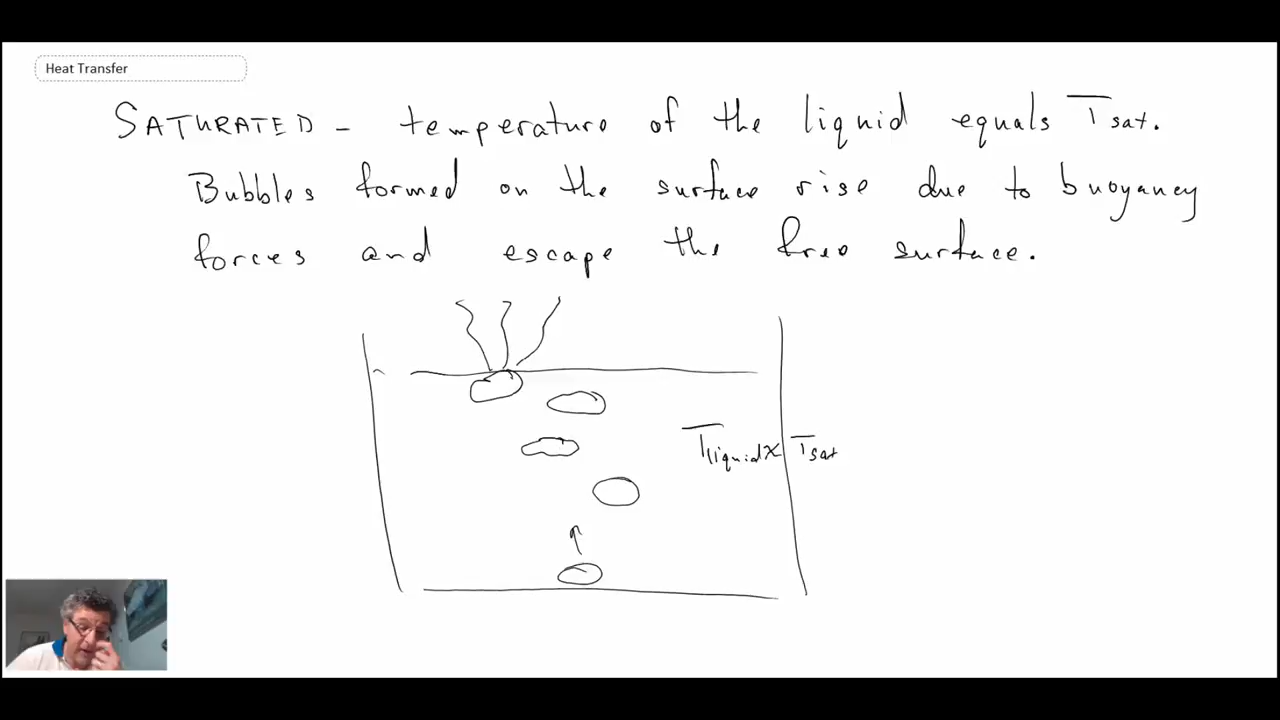 Heat Transfer
SATURATED - temperature of the liquid equals Tsat.
Bubbles formed on the surface rise due to buoyancy
forces and escape the free surface.
Tliquid ≈ Tsat